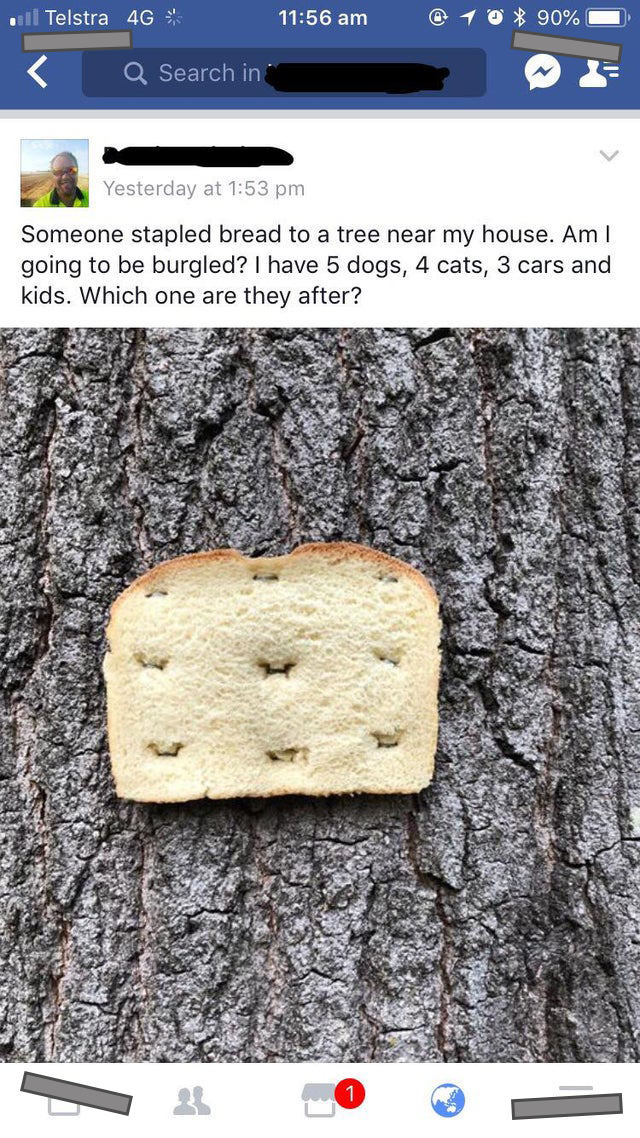 Telstra 4G 11:56 am 90%
Search in
Yesterday at 1:53 pm
Someone stapled bread to a tree near my house. Am I
going to be burgled? I have 5 dogs, 4 cats, 3 cars and
kids. Which one are they after?
1